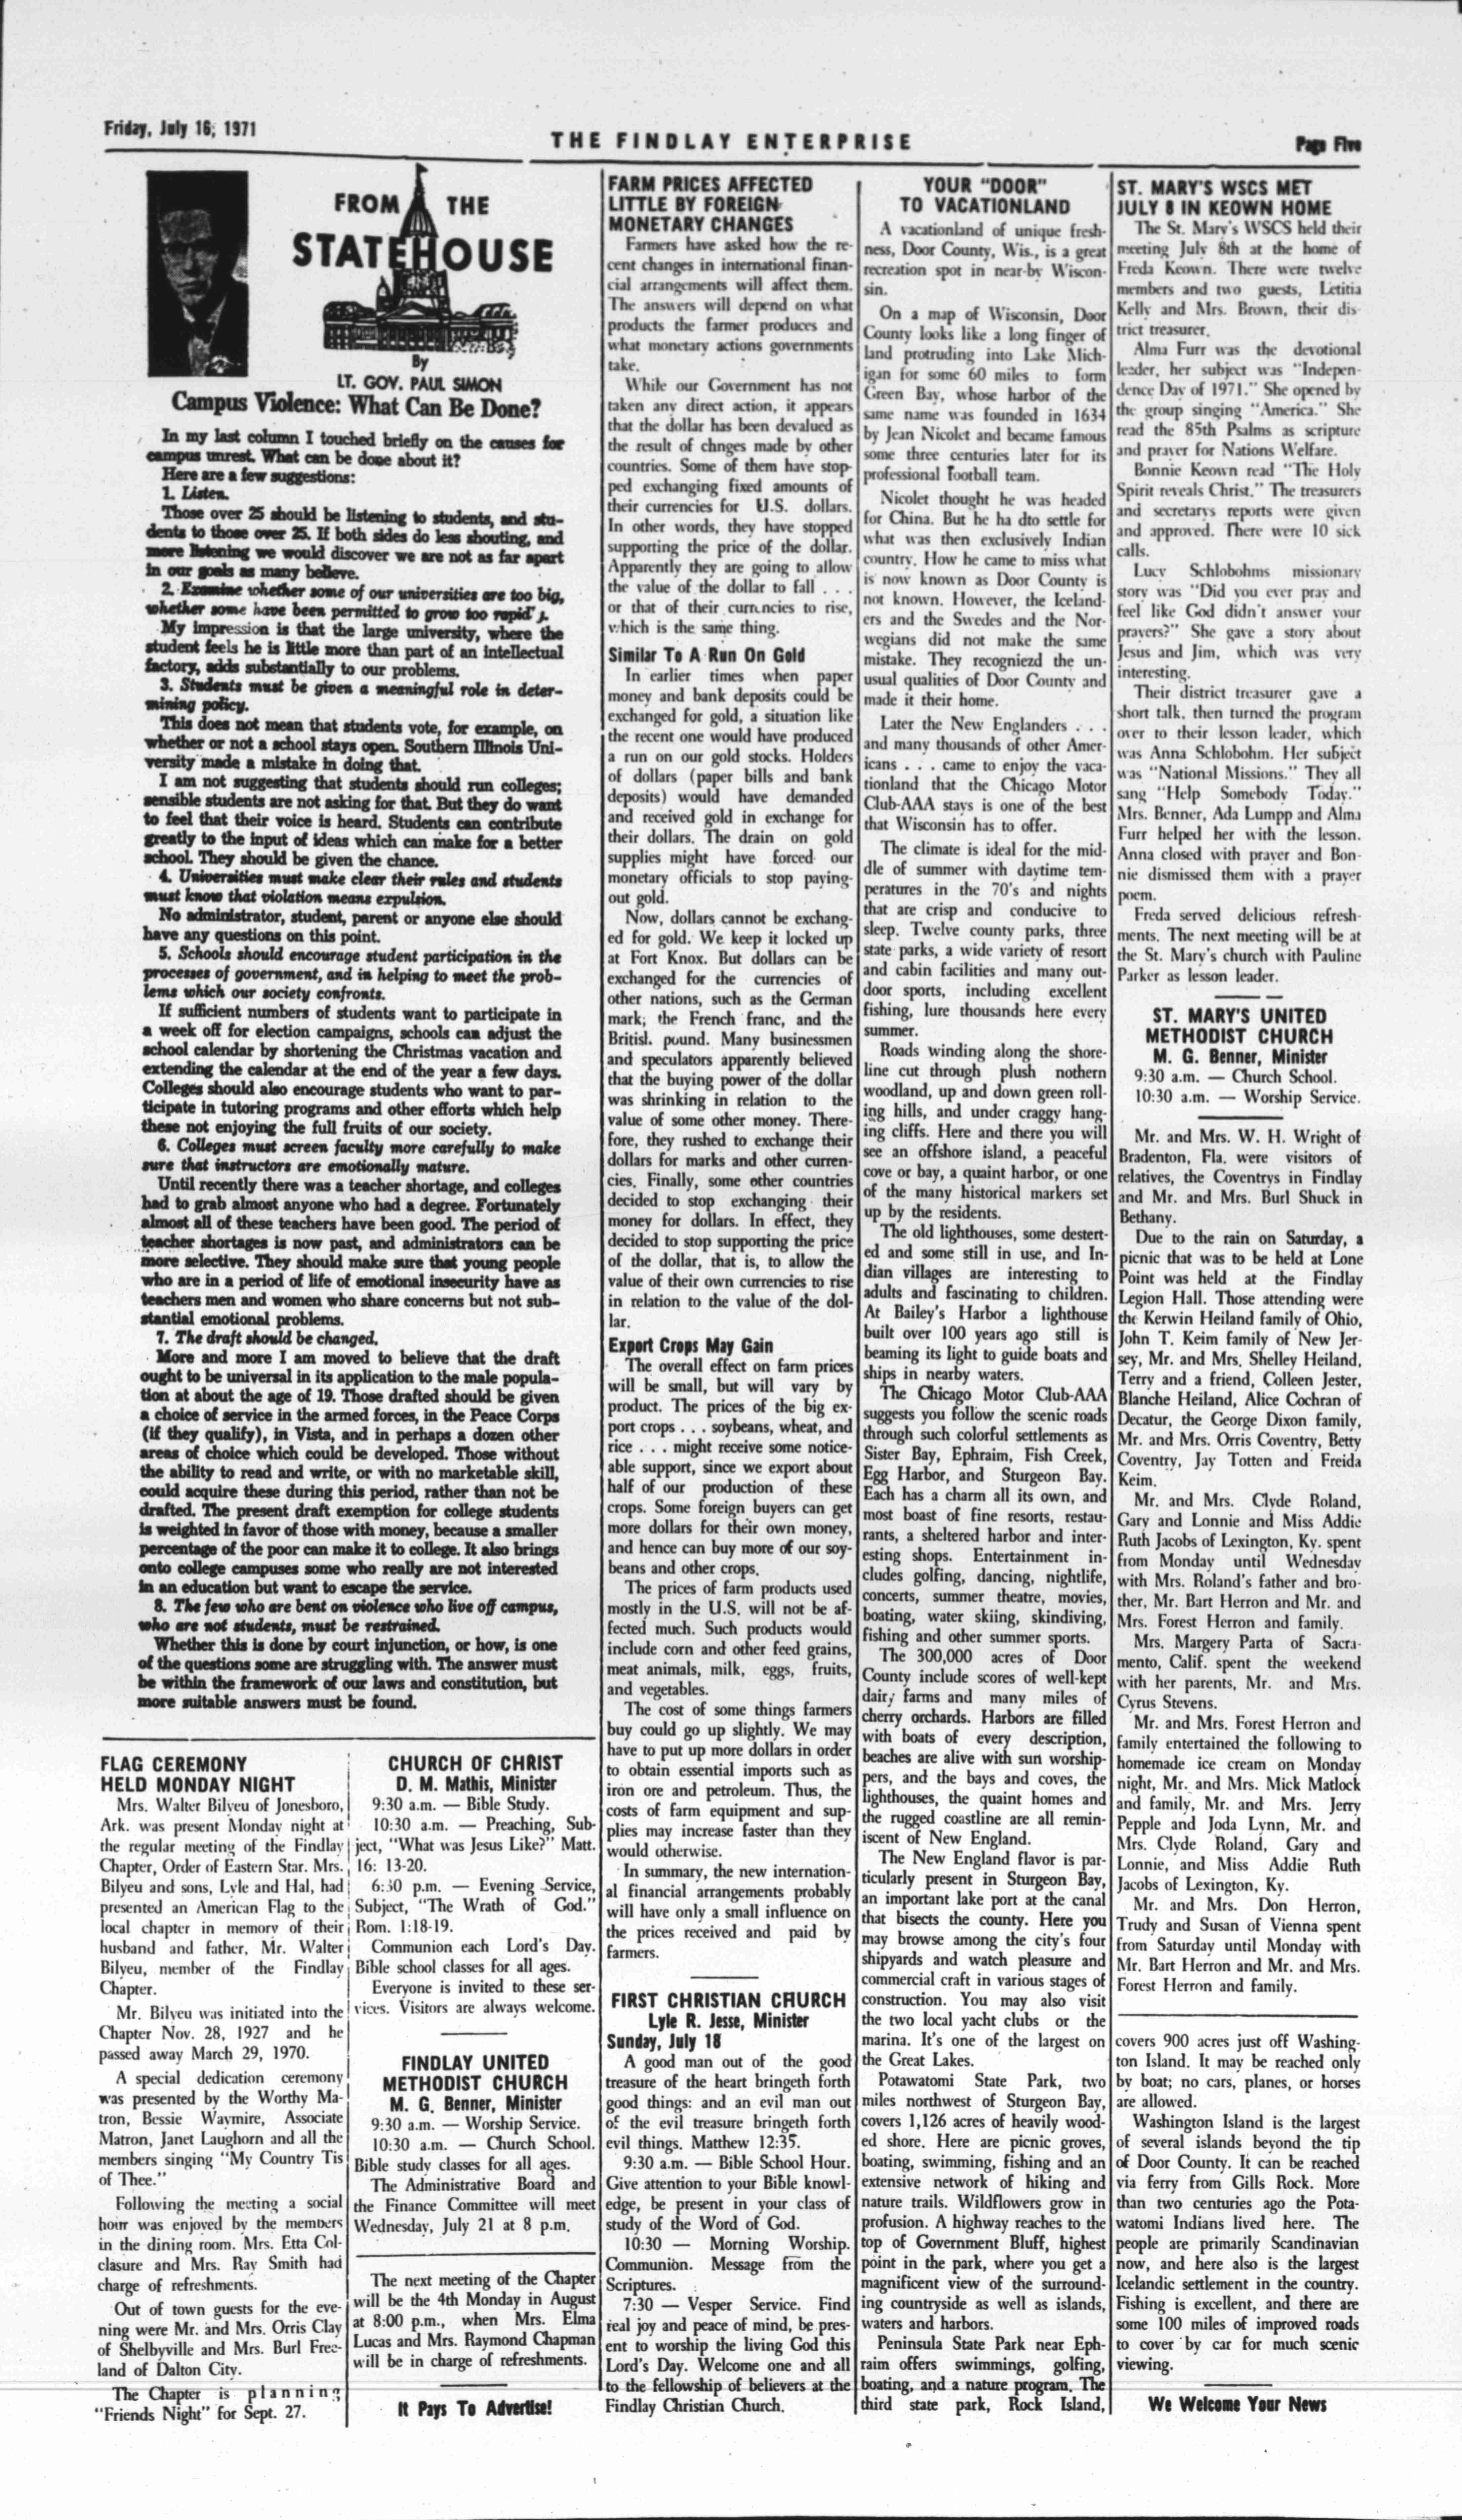 Friday, July 16, 1971
THE FINDLAY ENTERPRISE
Page Five
FROM THE
STATEHOUSE
By
LT. GOV. PAUL SIMON
Campus Violence: What Can Be Done?
In my last column I touched briefly on the causes for
campus unrest. What can be done about it?
Here are a few suggestions:
1. Listen.
Those over 25 should be listening to students, and stu-
dents to those over 25. If both sides do less shouting, and
more listening we would discover we are not as far apart
in our goals as many believe.
2. Examine whether some of our universities are too big,
whether some have been permitted to grow too rapid'y.
My impression is that the large university, where the
student feels he is little more than part of an intellectual
factory, adds substantially to our problems.
3. Students must be given a meaningful role in deter-
mining policy.
This does not mean that students vote, for example, on
whether or not a school stays open. Southern Illinois Uni-
versity made a mistake in doing that.
I am not suggesting that students should run colleges;
sensible students are not asking for that. But they do want
to feel that their voice is heard. Students can contribute
greatly to the input of ideas which can make for a better
school. They should be given the chance.
4. Universities must make clear their rules and students
must know that violation means expulsion.
No administrator, student, parent or anyone else should
have any questions on this point.
5. Schools should encourage student participation in the
processes of government, and in helping to meet the prob-
lems which our society confronts.
If sufficient numbers of students want to participate in
a week off for election campaigns, schools can adjust the
school calendar by shortening the Christmas vacation and
extending the calendar at the end of the year a few days.
Colleges should also encourage students who want to par-
ticipate in tutoring programs and other efforts which help
these not enjoying the full fruits of our society.
6. Colleges must screen faculty more carefully to make
sure that instructors are emotionally mature.
Until recently there was a teacher shortage, and colleges
had to grab almost anyone who had a degree. Fortunately
almost all of these teachers have been good. The period of
teacher shortages is now past, and administrators can be
more selective. They should make sure that young people
who are in a period of life of emotional insecurity have as
teachers men and women who share concerns but not sub-
stantial emotional problems.
7. The draft should be changed.
More and more I am moved to believe that the draft
ought to be universal in its application to the male popula-
tion at about the age of 19. Those drafted should be given
a choice of service in the armed forces, in the Peace Corps
(if they qualify), in Vista, and in perhaps a dozen other
areas of choice which could be developed. Those without
the ability to read and write, or with no marketable skill,
could acquire these during this period, rather than not be
drafted. The present draft exemption for college students
is weighted in favor of those with money, because a smaller
percentage of the poor can make it to college. It also brings
onto college campuses some who really are not interested
in an education but want to escape the service.
8. The few who are bent on violence who live off campus,
who are not students, must be restrained.
Whether this is done by court injunction, or how, is one
of the questions some are struggling with. The answer must
be within the framework of our laws and constitution, but
more suitable answers must be found.
FLAG CEREMONY
HELD MONDAY NIGHT
Mrs. Walter Bilyeu of Jonesboro,
Ark. was present Monday night at
the regular meeting of the Findlay
Chapter, Order of Eastern Star. Mrs.
Bilyeu and sons, Lyle and Hal, had
presented an American Flag to the
local chapter in memory of their
husband and father, Mr. Walter
Bilyeu, member of the Findlay
Chapter.
Mr. Bilyeu was initiated into the
Chapter Nov. 28, 1927 and he
passed away March 29, 1970.
A special dedication ceremony
was presented by the Worthy Ma-
tron, Bessie Waymire, Associate
Matron, Janet Laughorn and all the
members singing "My Country Tis
of Thee."
Following the meeting a social
hour was enjoyed by the members
in the dining room. Mrs. Etta Col-
clasure and Mrs. Ray Smith had
charge of refreshments.
Out of town guests for the eve-
ning were Mr. and Mrs. Orris Clay
of Shelbyville and Mrs. Burl Free-
land of Dalton City.
The Chapter is planning
"Friends Night" for Sept. 27.
CHURCH OF CHRIST
D. M. Mathis, Minister
9:30 a.m. — Bible Study.
10:30 a.m. — Preaching, Sub-
ject, "What was Jesus Like?" Matt.
16: 13-20.
6:30 p.m. — Evening Service,
Subject, "The Wrath of God."
Rom. 1:18-19.
Communion each Lord's Day.
Bible school classes for all ages.
Everyone is invited to these ser-
vices. Visitors are always welcome.
FINDLAY UNITED
METHODIST CHURCH
M. G. Benner, Minister
9:30 a.m. — Worship Service.
10:30 a.m. — Church School.
Bible study classes for all ages.
The Administrative Board and
the Finance Committee will meet
Wednesday, July 21 at 8 p.m.
The next meeting of the Chapter
will be the 4th Monday in August
at 8:00 p.m., when Mrs. Elma
Lucas and Mrs. Raymond Chapman
will be in charge of refreshments.
It Pays To Advertise!
FARM PRICES AFFECTED
LITTLE BY FOREIGN
MONETARY CHANGES
Farmers have asked how the re-
cent changes in international finan-
cial arrangements will affect them.
The answers will depend on what
products the farmer produces and
what monetary actions governments
take.
While our Government has not
taken any direct action, it appears
that the dollar has been devalued as
the result of chnges made by other
countries. Some of them have stop-
ped exchanging fixed amounts of
their currencies for U.S. dollars.
In other words, they have stopped
supporting the price of the dollar.
Apparently they are going to allow
the value of the dollar to fall . . .
or that of their currencies to rise,
which is the same thing.
Similar To A Run On Gold
In earlier times when paper
money and bank deposits could be
exchanged for gold, a situation like
the recent one would have produced
a run on our gold stocks. Holders
of dollars (paper bills and bank
deposits) would have demanded
and received gold in exchange for
their dollars. The drain on gold
supplies might have forced our
monetary officials to stop paying-
out gold.
Now, dollars cannot be exchang-
ed for gold. We keep it locked up
at Fort Knox. But dollars can be
exchanged for the currencies of
other nations, such as the German
mark, the French franc, and the
British pound. Many businessmen
and speculators apparently believed
that the buying power of the dollar
was shrinking in relation to the
value of some other money. There-
fore, they rushed to exchange their
dollars for marks and other curren-
cies. Finally, some other countries
decided to stop exchanging their
money for dollars. In effect, they
decided to stop supporting the price
of the dollar, that is, to allow the
value of their own currencies to rise
in relation to the value of the dol-
lar.
Export Crops May Gain
The overall effect on farm prices
will be small, but will vary by
product. The prices of the big ex-
port crops . . . soybeans, wheat, and
rice . . . might receive some notice-
able support, since we export about
half of our production of these
crops. Some foreign buyers can get
more dollars for their own money,
and hence can buy more of our soy-
beans and other crops.
The prices of farm products used
mostly in the U.S. will not be af-
fected much. Such products would
include corn and other feed grains,
meat animals, milk, eggs, fruits,
and vegetables.
The cost of some things farmers
buy could go up slightly. We may
have to put up more dollars in order
to obtain essential imports such as
iron ore and petroleum. Thus, the
costs of farm equipment and sup-
plies may increase faster than they
would otherwise.
In summary, the new internation-
al financial arrangements probably
will have only a small influence on
the prices received and paid by
farmers.
FIRST CHRISTIAN CHURCH
Lyle R. Jesse, Minister
Sunday, July 18
A good man out of the good
treasure of the heart bringeth forth
good things: and an evil man out
of the evil treasure bringeth forth
evil things. Matthew 12:35.
9:30 a.m. — Bible School Hour.
Give attention to your Bible knowl-
edge, be present in your class of
study of the Word of God.
10:30 — Morning Worship.
Communion. Message from the
Scriptures.
7:30 — Vesper Service. Find
real joy and peace of mind, be pres-
ent to worship the living God this
Lord's Day. Welcome one and all
to the fellowship of believers at the
Findlay Christian Church.
YOUR "DOOR"
TO VACATIONLAND
A vacationland of unique fresh-
ness, Door County, Wis., is a great
recreation spot in near-by Wiscon-
sin.
On a map of Wisconsin, Door
County looks like a long finger of
land protruding into Lake Mich-
igan for some 60 miles to form
Green Bay, whose harbor of the
same name was founded in 1634
by Jean Nicolet and became famous
some three centuries later for its
professional football team.
Nicolet thought he was headed
for China. But he ha dto settle for
what was then exclusively Indian
country. How he came to miss what
is now known as Door County is
not known. However, the Iceland-
ers and the Swedes and the Nor-
wegians did not make the same
mistake. They recogniezd the un-
usual qualities of Door County and
made it their home.
Later the New Englanders . . .
and many thousands of other Amer-
icans . . . came to enjoy the vaca-
tionland that the Chicago Motor
Club-AAA stays is one of the best
that Wisconsin has to offer.
The climate is ideal for the mid-
dle of summer with daytime tem-
peratures in the 70's and nights
that are crisp and conducive to
sleep. Twelve county parks, three
state parks, a wide variety of resort
and cabin facilities and many out-
door sports, including excellent
fishing, lure thousands here every
summer.
Roads winding along the shore-
line cut through plush nothern
woodland, up and down green roll-
ing hills, and under craggy hang-
ing cliffs. Here and there you will
see an offshore island, a peaceful
cove or bay, a quaint harbor, or one
of the many historical markers set
up by the residents.
The old lighthouses, some desert-
ed and some still in use, and In-
dian villages are interesting to
adults and fascinating to children.
At Bailey's Harbor a lighthouse
built over 100 years ago still is
beaming its light to guide boats and
ships in nearby waters.
The Chicago Motor Club-AAA
suggests you follow the scenic roads
through such colorful settlements as
Sister Bay, Ephraim, Fish Creek,
Egg Harbor, and Sturgeon Bay.
Each has a charm all its own, and
most boast of fine resorts, restau-
rants, a sheltered harbor and inter-
esting shops. Entertainment in-
cludes golfing, dancing, nightlife,
concerts, summer theatre, movies,
boating, water skiing, skindiving,
fishing and other summer sports.
The 300,000 acres of Door
County include scores of well-kept
dairy farms and many miles of
cherry orchards. Harbors are filled
with boats of every description,
beaches are alive with sun worship-
pers, and the bays and coves, the
lighthouses, the quaint homes and
the rugged coastline are all remin-
iscent of New England.
The New England flavor is par-
ticularly present in Sturgeon Bay,
an important lake port at the canal
that bisects the county. Here you
may browse among the city's four
shipyards and watch pleasure and
commercial craft in various stages of
construction. You may also visit
the two local yacht clubs or the
marina. It's one of the largest on
the Great Lakes.
Potawatomi State Park, two
miles northwest of Sturgeon Bay,
covers 1,126 acres of heavily wood-
ed shore. Here are picnic groves,
boating, swimming, fishing and an
extensive network of hiking and
nature trails. Wildflowers grow in
profusion. A highway reaches to the
top of Government Bluff, highest
point in the park, where you get a
magnificent view of the surround-
ing countryside as well as islands,
waters and harbors.
Peninsula State Park near Eph-
raim offers swimmings, golfing,
boating, and a nature program. The
third state park, Rock Island,
ST. MARY'S WSCS MET
JULY 8 IN KEOWN HOME
The St. Mary's WSCS held their
meeting July 8th at the home of
Freda Keown. There were twelve
members and two guests, Letitia
Kelly and Mrs. Brown, their dis-
trict treasurer.
Alma Furr was the devotional
leader, her subject was "Indepen-
dence Day of 1971." She opened by
the group singing "America." She
read the 85th Psalms as scripture
and prayer for Nations Welfare.
Bonnie Keown read "The Holy
Spirit reveals Christ." The treasurers
and secretarys reports were given
and approved. There were 10 sick
calls.
Lucy Schlobohms missionary
story was "Did you ever pray and
feel like God didn't answer your
prayers?" She gave a story about
Jesus and Jim, which was very
interesting.
Their district treasurer gave a
short talk, then turned the program
over to their lesson leader, which
was Anna Schlobohm. Her subject
was "National Missions." They all
sang "Help Somebody Today."
Mrs. Benner, Ada Lumpp and Alma
Furr helped her with the lesson.
Anna closed with prayer and Bon-
nie dismissed them with a prayer
poem.
Freda served delicious refresh-
ments. The next meeting will be at
the St. Mary's church with Pauline
Parker as lesson leader.
ST. MARY'S UNITED
METHODIST CHURCH
M. G. Benner, Minister
9:30 a.m. — Church School.
10:30 a.m. — Worship Service.
Mr. and Mrs. W. H. Wright of
Bradenton, Fla. were visitors of
relatives, the Coventrys in Findlay
and Mr. and Mrs. Burl Shuck in
Bethany.
Due to the rain on Saturday, a
picnic that was to be held at Lone
Point was held at the Findlay
Legion Hall. Those attending were
the Kerwin Heiland family of Ohio,
John T. Keim family of New Jer-
sey, Mr. and Mrs. Shelley Heiland,
Terry and a friend, Colleen Jester,
Blanche Heiland, Alice Cochran of
Decatur, the George Dixon family,
Mr. and Mrs. Orris Coventry, Betty
Coventry, Jay Totten and Freida
Keim.
Mr. and Mrs. Clyde Roland,
Gary and Lonnie and Miss Addie
Ruth Jacobs of Lexington, Ky. spent
from Monday until Wednesday
with Mrs. Roland's father and bro-
ther, Mr. Bart Herron and Mr. and
Mrs. Forest Herron and family.
Mrs. Margery Parta of Sacra-
mento, Calif. spent the weekend
with her parents, Mr. and Mrs.
Cyrus Stevens.
Mr. and Mrs. Forest Herron and
family entertained the following to
homemade ice cream on Monday
night, Mr. and Mrs. Mick Matlock
and family, Mr. and Mrs. Jerry
Pepple and Joda Lynn, Mr. and
Mrs. Clyde Roland, Gary and
Lonnie, and Miss Addie Ruth
Jacobs of Lexington, Ky.
Mr. and Mrs. Don Herron,
Trudy and Susan of Vienna spent
from Saturday until Monday with
Mr. Bart Herron and Mr. and Mrs.
Forest Herron and family.
covers 900 acres just off Washing-
ton Island. It may be reached only
by boat; no cars, planes, or horses
are allowed.
Washington Island is the largest
of several islands beyond the tip
of Door County. It can be reached
via ferry from Gills Rock. More
than two centuries ago the Pota-
watomi Indians lived here. The
people are primarily Scandinavian
now, and here also is the largest
Icelandic settlement in the country.
Fishing is excellent, and there are
some 100 miles of improved roads
to cover by car for much scenic
viewing.
We Welcome Your News